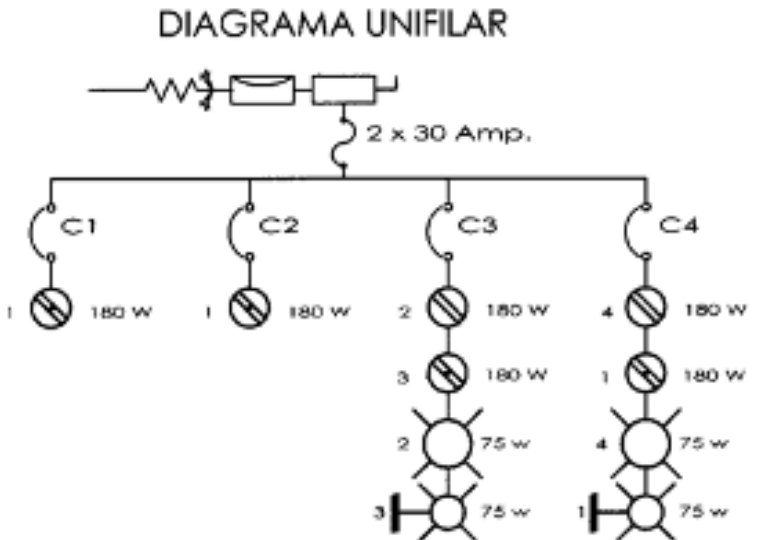 DIAGRAMA UNIFILAR
2 x 30 Amp.
C1 C2 C3 C4
1 180 W 1 180 W 2 180 W 4 180 W
3 180 W 1 180 W
2 75 w 4 75 w
3 75 w 1 75 w